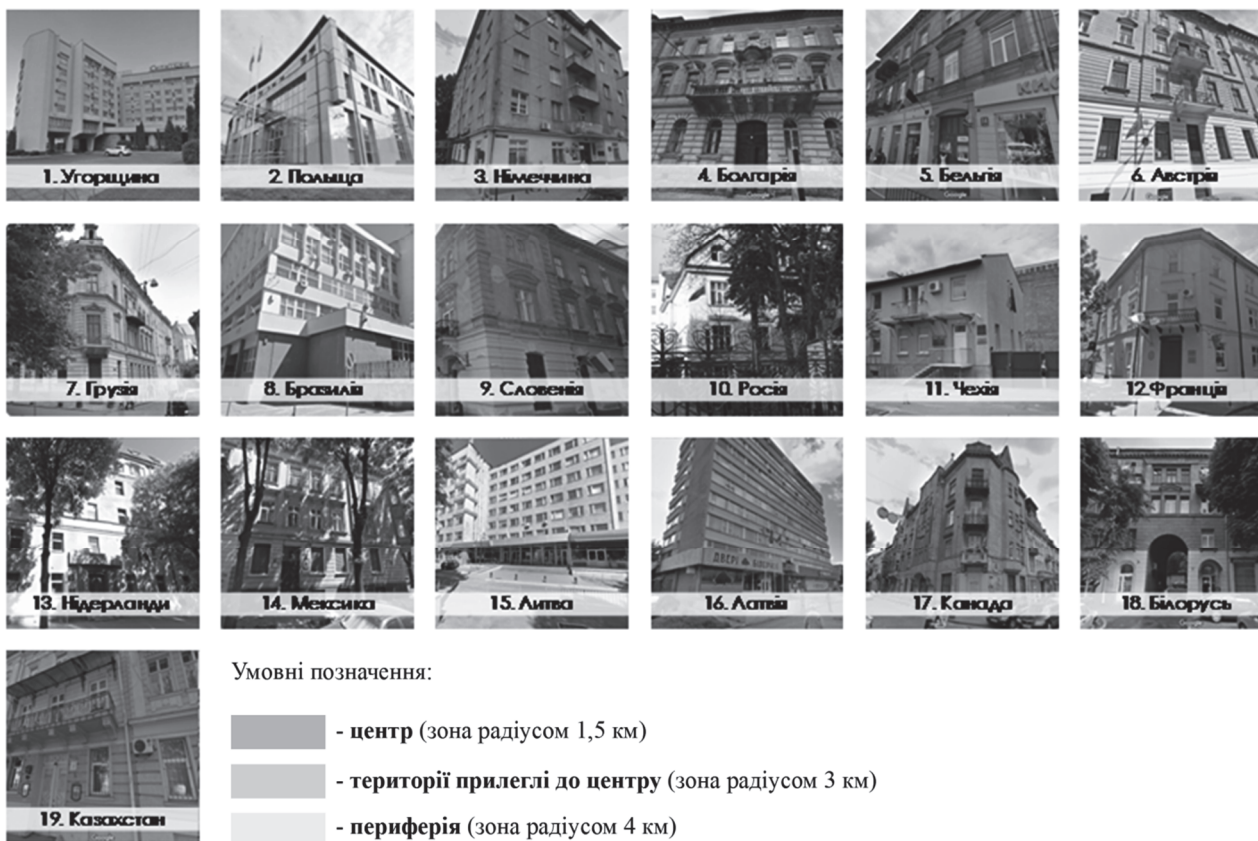 1. Угорщина
2. Польща
3. Німеччина
4. Болгарія
5. Бельгія
6. Австрія
7. Грузія
8. Бразилія
9. Словенія
10. Росія
11. Чехія
12.Франція
13. Нідерланди
14. Мексика
15. Литва
ДВЕРІ
16. Латвія
17. Канада
18. Білорусь
19. Казахстан
Умовні позначення:
- центр (зона радіусом 1,5 км)
- території прилеглі до центру (зона радіусом 3 км)
- периферія (зона радіусом 4 км)